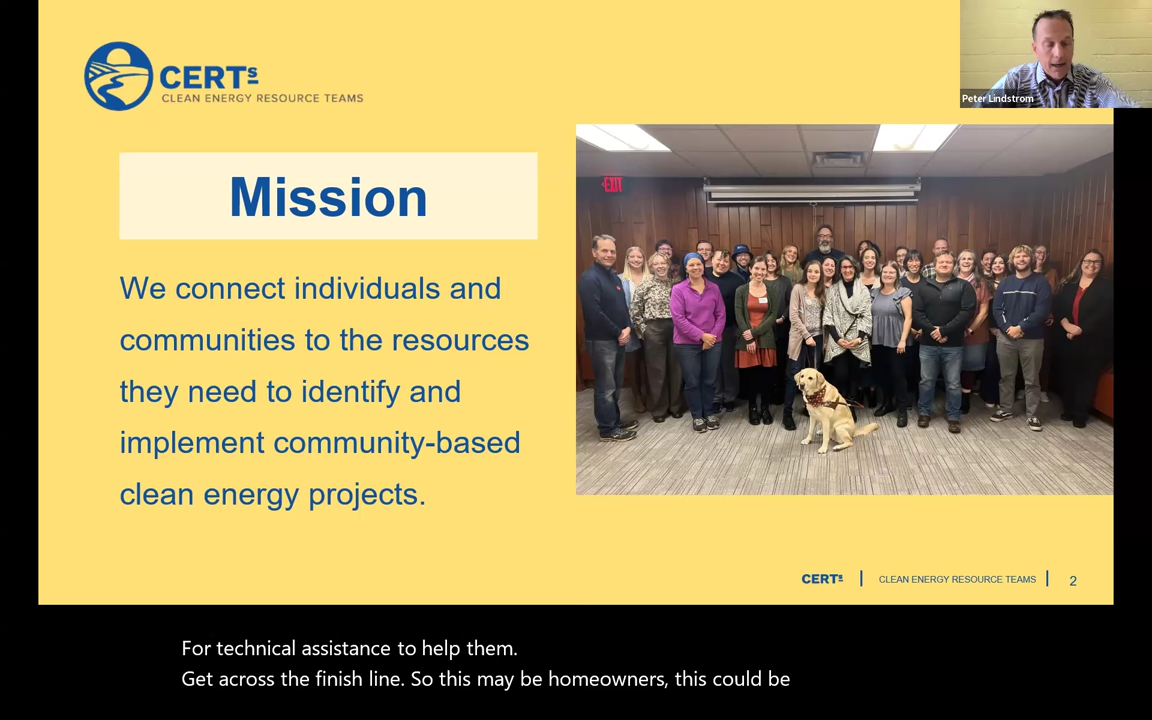 CERTs
CLEAN ENERGY RESOURCE TEAMS
Peter Lindstrom
Mission
EXIT
We connect individuals and
communities to the resources
they need to identify and
implement community-based
clean energy projects.
CERTs | CLEAN ENERGY RESOURCE TEAMS | 2
For technical assistance to help them.
Get across the finish line. So this may be homeowners, this could be